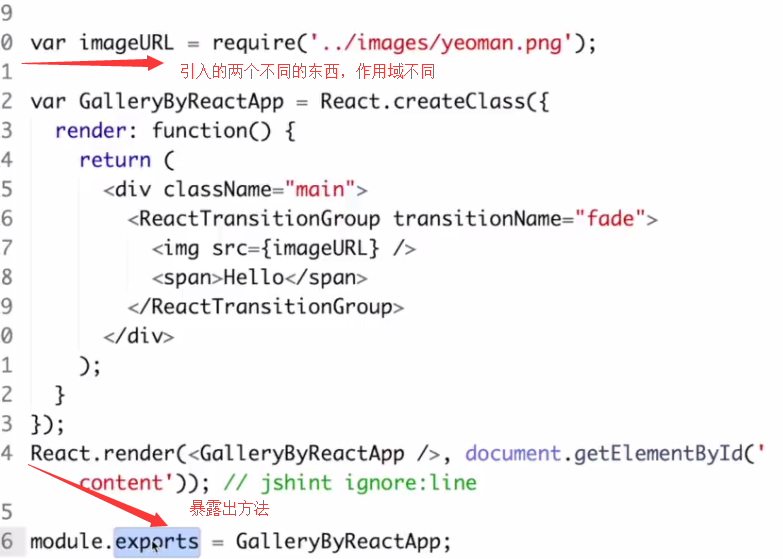 9
0 var imageURL = require('../images/yeoman.png');
1 引入的两个不同的东西，作用域不同
2 var GalleryByReactApp = React.createClass({
3 render: function() {
4 return (
5 <div className="main">
6 <ReactTransitionGroup transitionName="fade">
7 <img src={imageURL} />
8 <span>Hello</span>
9 </ReactTransitionGroup>
0 </div>
1 );
2 }
3 });
4 React.render(<GalleryByReactApp />, document.getElementById('
content')); // jshint ignore:line
5 暴露出方法
6 module.exports = GalleryByReactApp;